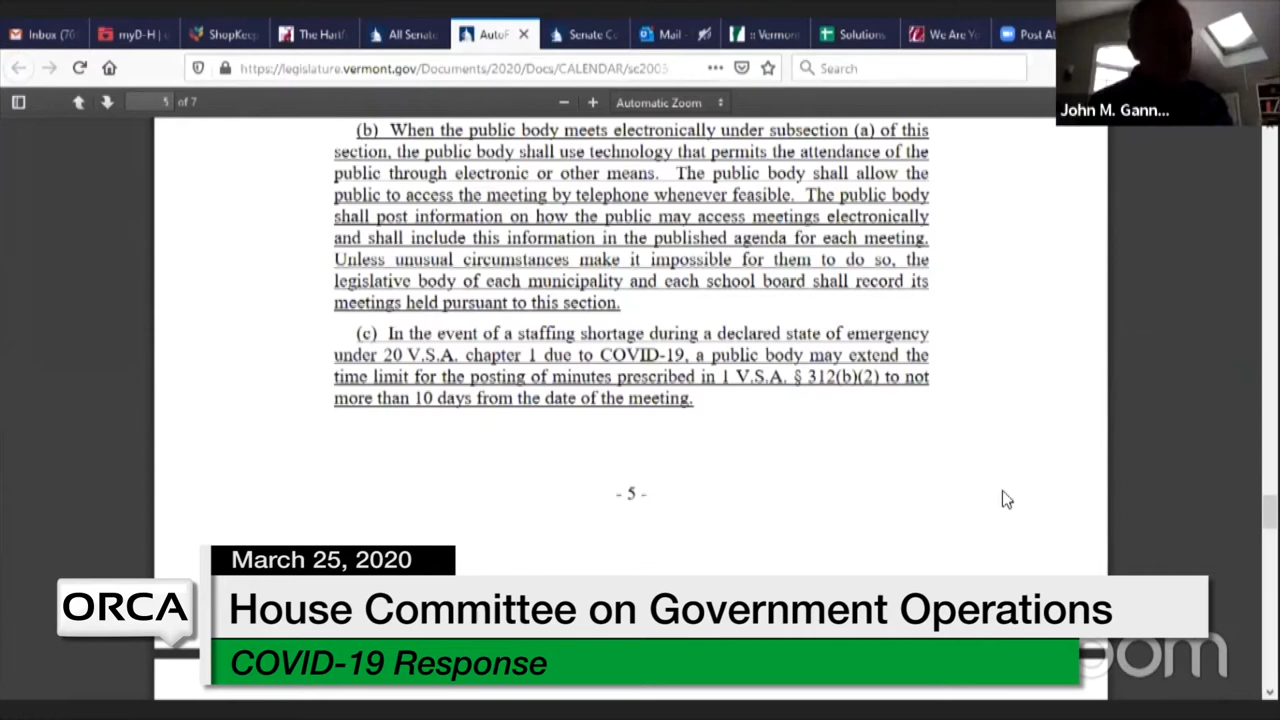 Inbox (70
myD-H | e
ShopKeep
The Hartf
All Senate
AutoF
Senate Co
Mail -
:: Vermont
Solutions
We Are Yo
Post At
https://legislature.vermont.gov/Documents/2020/Docs/CALENDAR/sc2003
Search
5 of 7
Automatic Zoom
John M. Gann...
(b) When the public body meets electronically under subsection (a) of this
section, the public body shall use technology that permits the attendance of the
public through electronic or other means. The public body shall allow the
public to access the meeting by telephone whenever feasible. The public body
shall post information on how the public may access meetings electronically
and shall include this information in the published agenda for each meeting.
Unless unusual circumstances make it impossible for them to do so, the
legislative body of each municipality and each school board shall record its
meetings held pursuant to this section.
(c) In the event of a staffing shortage during a declared state of emergency
under 20 V.S.A. chapter 1 due to COVID-19, a public body may extend the
time limit for the posting of minutes prescribed in 1 V.S.A. § 312(b)(2) to not
more than 10 days from the date of the meeting.
- 5 -
March 25, 2020
ORCA
House Committee on Government Operations
COVID-19 Response
oom